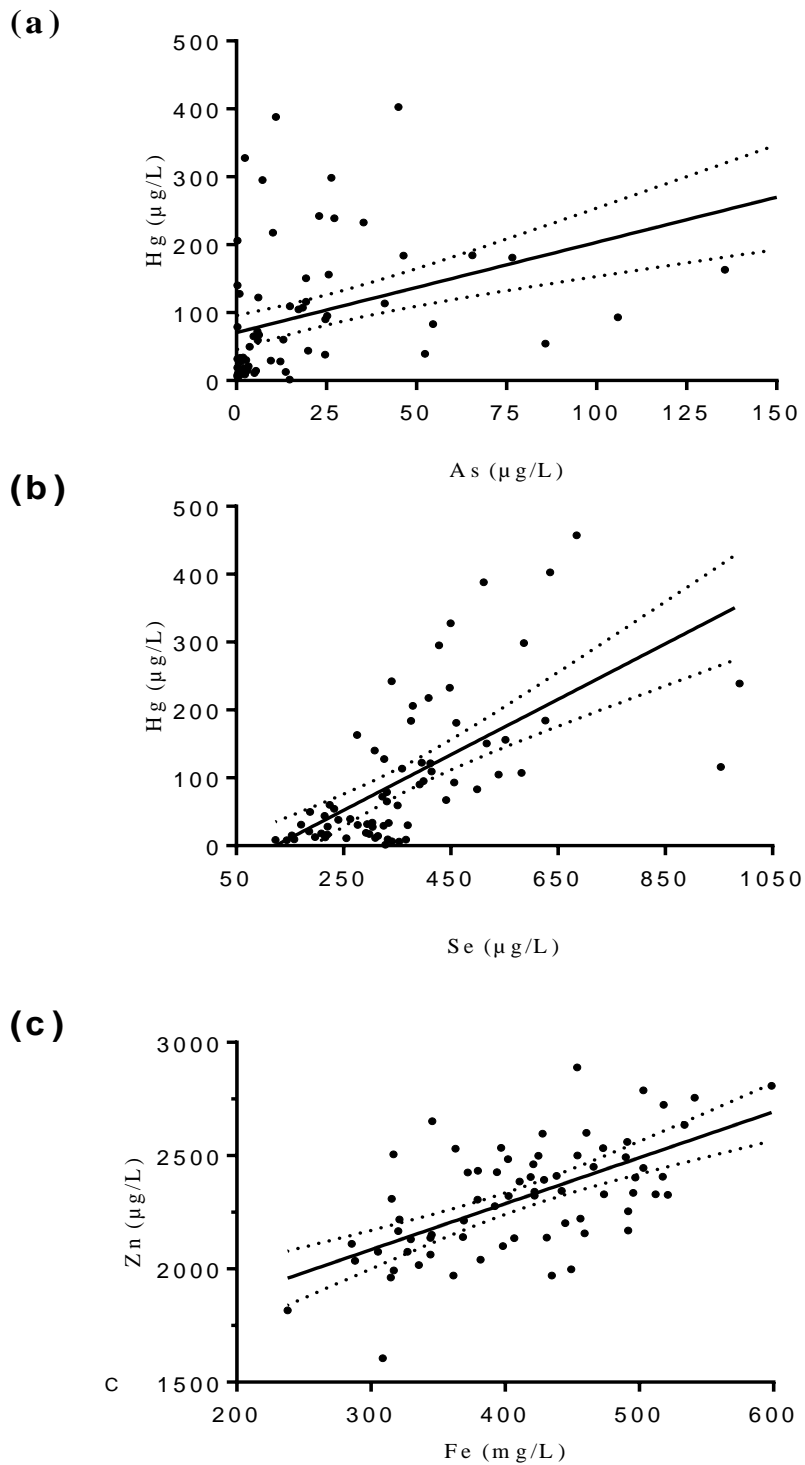 (a)
500
400
300
200
100
0
Hg (µg/L)
0 25 50 75 100 125 150
As (µg/L)
(b)
500
400
300
200
100
0
Hg (µg/L)
50 250 450 650 850 1050
Se (µg/L)
(c)
3000
2500
2000
1500
Zn (µg/L)
C
200 300 400 500 600
Fe (mg/L)